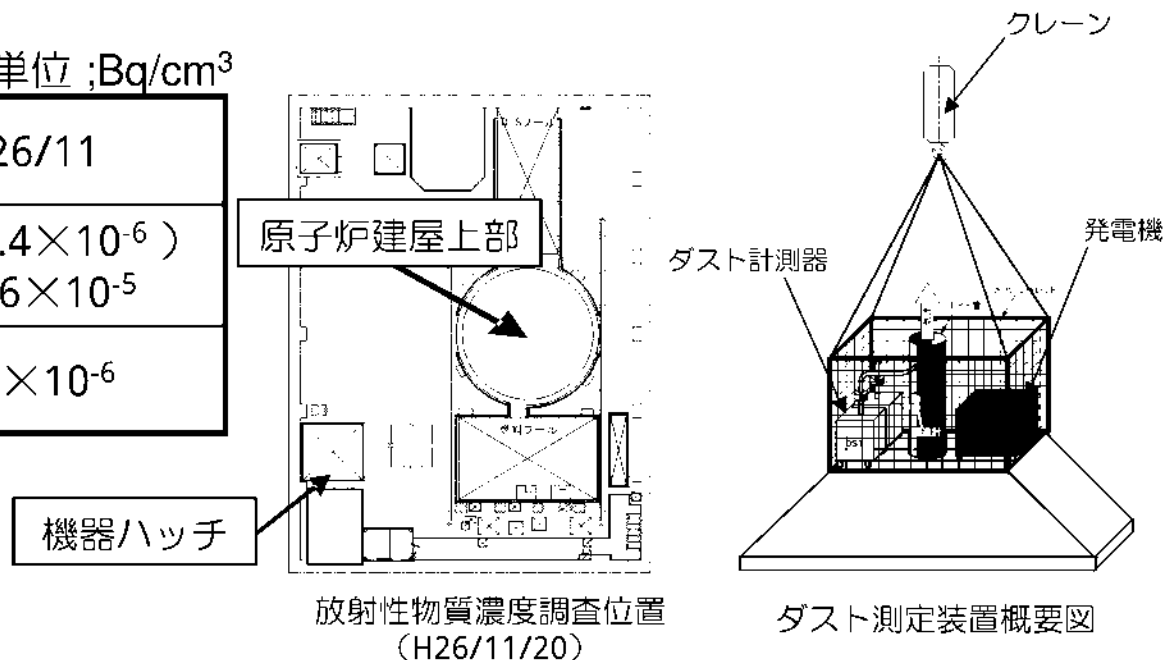 単位 ;Bq/cm³
26/11
.4×10⁻⁶ )
6×10⁻⁵
×10⁻⁶
原子炉建屋上部
機器ハッチ
放射性物質濃度調査位置
（H26/11/20）
クレーン
ダスト計測器
発電機
ダスト測定装置概要図